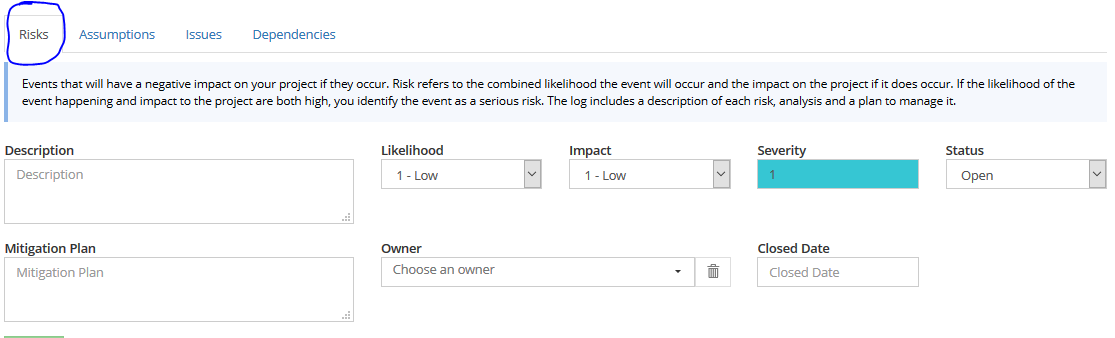 Risks Assumptions Issues Dependencies
Events that will have a negative impact on your project if they occur. Risk refers to the combined likelihood the event will occur and the impact on the project if it does occur. If the likelihood of the
event happening and impact to the project are both high, you identify the event as a serious risk. The log includes a description of each risk, analysis and a plan to manage it.
Description Likelihood Impact Severity Status
Description 1 - Low 1 - Low 1 Open
Mitigation Plan Owner Closed Date
Mitigation Plan Choose an owner Closed Date